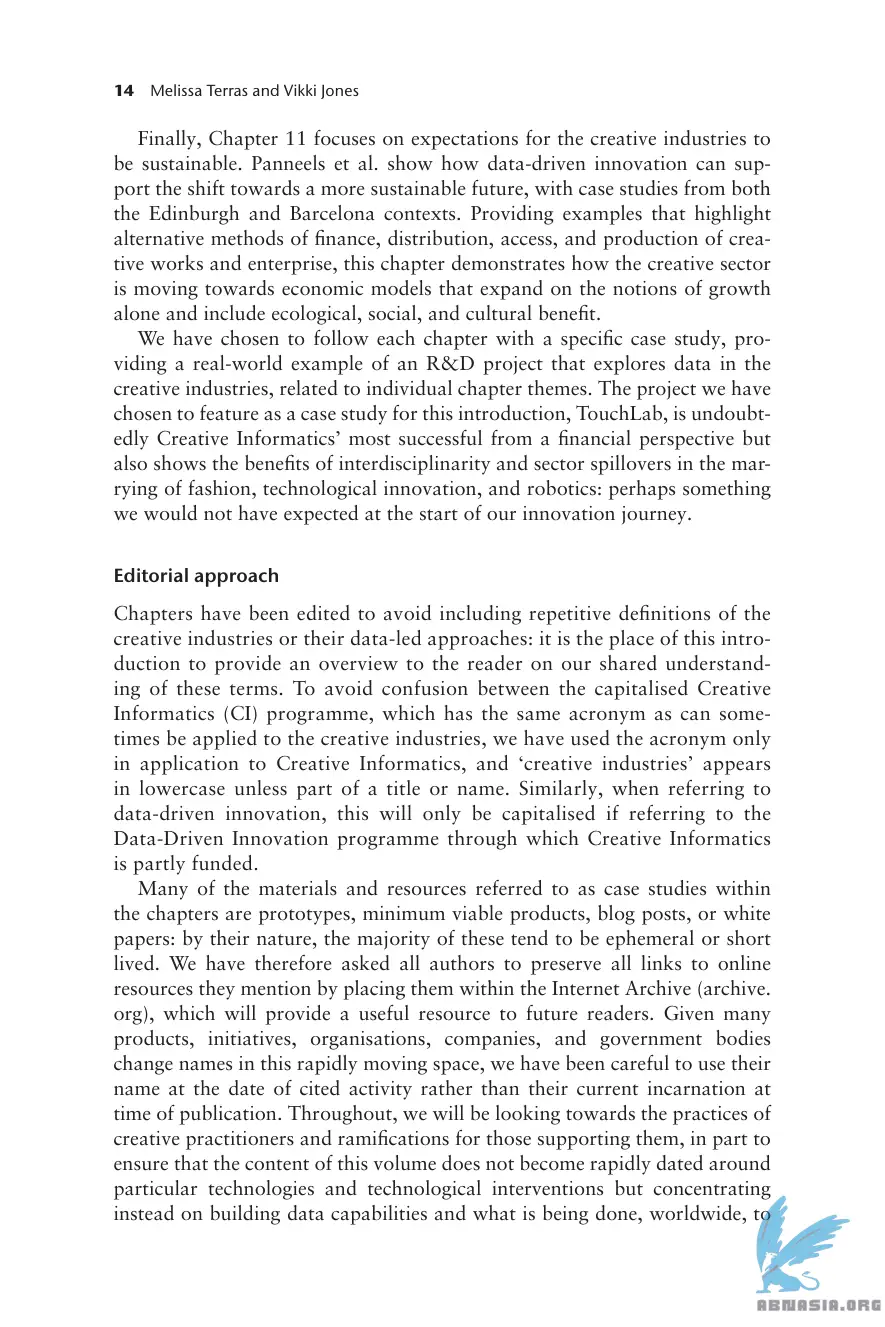 14 Melissa Terras and Vikki Jones
Finally, Chapter 11 focuses on expectations for the creative industries to
be sustainable. Panneels et al. show how data-driven innovation can sup-
port the shift towards a more sustainable future, with case studies from both
the Edinburgh and Barcelona contexts. Providing examples that highlight
alternative methods of finance, distribution, access, and production of crea-
tive works and enterprise, this chapter demonstrates how the creative sector
is moving towards economic models that expand on the notions of growth
alone and include ecological, social, and cultural benefit.
We have chosen to follow each chapter with a specific case study, pro-
viding a real-world example of an R&D project that explores data in the
creative industries, related to individual chapter themes. The project we have
chosen to feature as a case study for this introduction, TouchLab, is undoubt-
edly Creative Informatics’ most successful from a financial perspective but
also shows the benefits of interdisciplinarity and sector spillovers in the mar-
rying of fashion, technological innovation, and robotics: perhaps something
we would not have expected at the start of our innovation journey.
Editorial approach
Chapters have been edited to avoid including repetitive definitions of the
creative industries or their data-led approaches: it is the place of this intro-
duction to provide an overview to the reader on our shared understand-
ing of these terms. To avoid confusion between the capitalised Creative
Informatics (CI) programme, which has the same acronym as can some-
times be applied to the creative industries, we have used the acronym only
in application to Creative Informatics, and ‘creative industries’ appears
in lowercase unless part of a title or name. Similarly, when referring to
data-driven innovation, this will only be capitalised if referring to the
Data-Driven Innovation programme through which Creative Informatics
is partly funded.
Many of the materials and resources referred to as case studies within
the chapters are prototypes, minimum viable products, blog posts, or white
papers: by their nature, the majority of these tend to be ephemeral or short
lived. We have therefore asked all authors to preserve all links to online
resources they mention by placing them within the Internet Archive (archive.
org), which will provide a useful resource to future readers. Given many
products, initiatives, organisations, companies, and government bodies
change names in this rapidly moving space, we have been careful to use their
name at the date of cited activity rather than their current incarnation at
time of publication. Throughout, we will be looking towards the practices of
creative practitioners and ramifications for those supporting them, in part to
ensure that the content of this volume does not become rapidly dated around
particular technologies and technological interventions but concentrating
instead on building data capabilities and what is being done, worldwide, to
ABNASIA.ORG